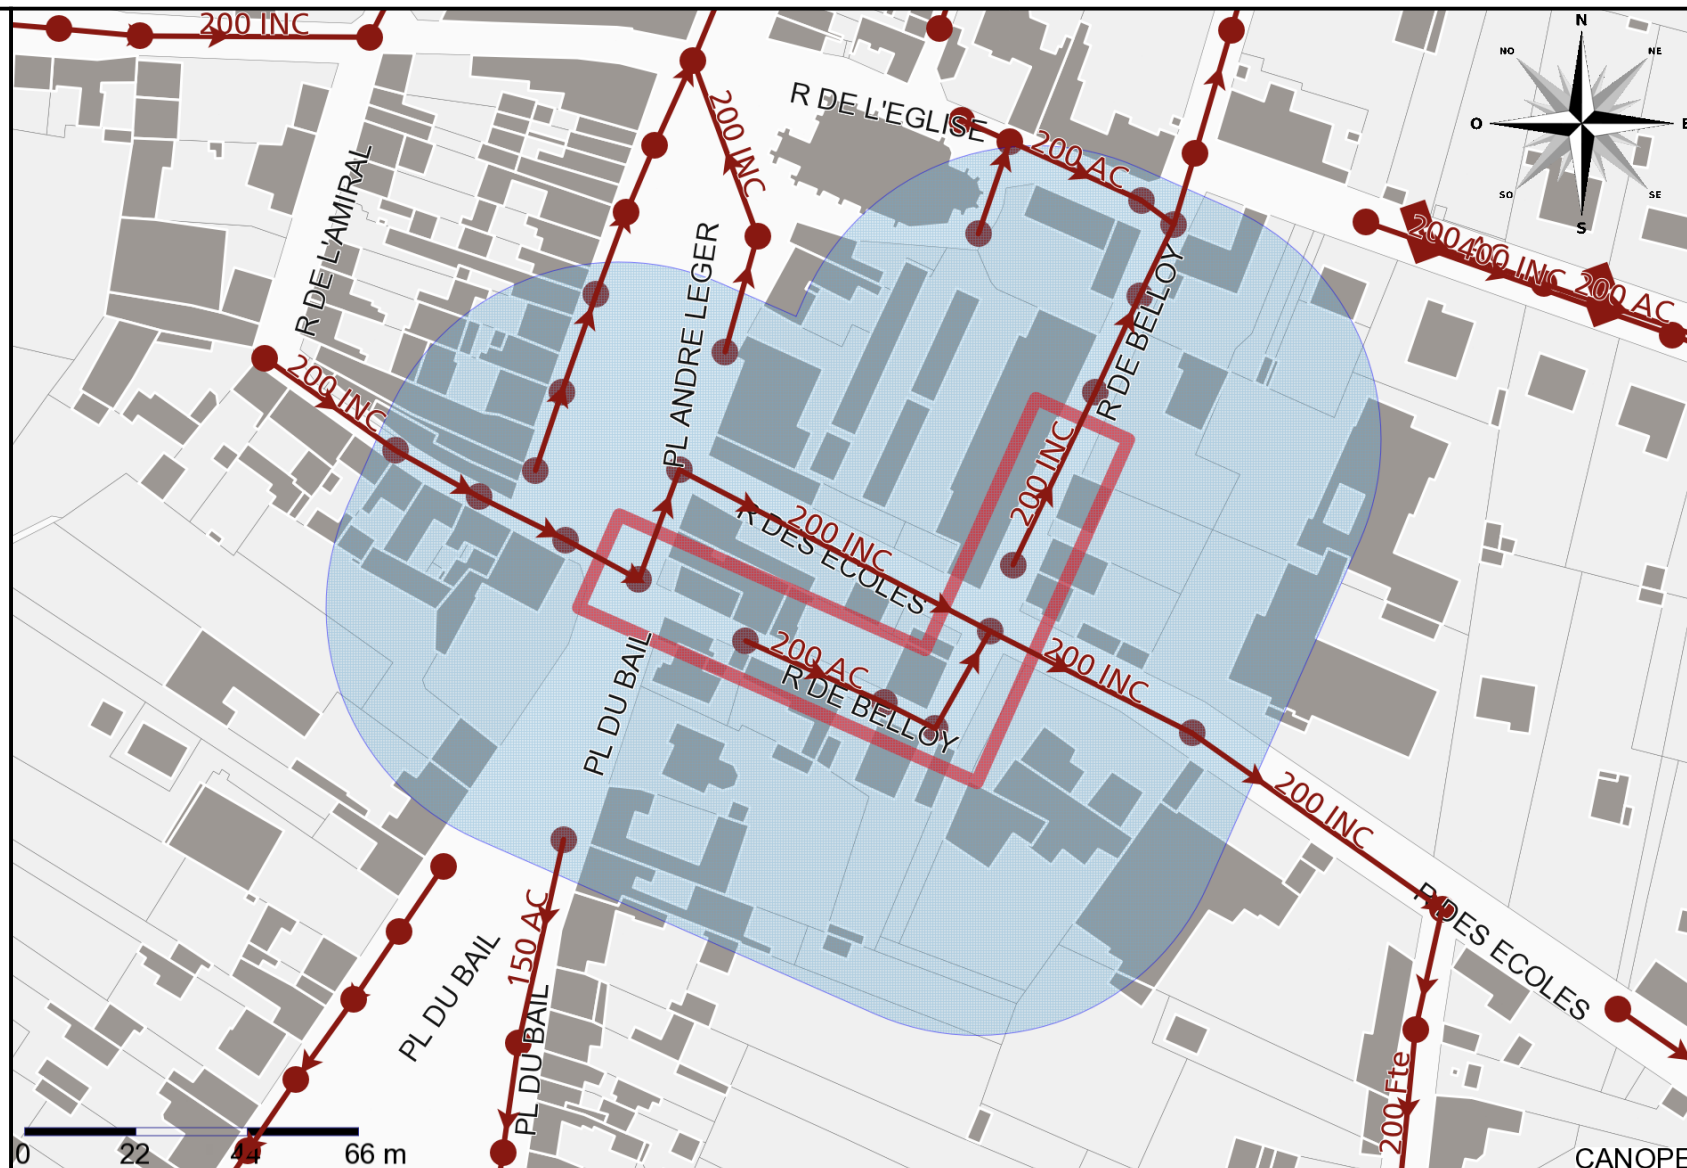 200 INC
N
NO
NE
O
E
SO
SE
S
R DE L'EGLISE
200 INC
200 AC
R DE L'AMIRAL
PL ANDRE LEGER
R DE BELLOY
200 AC
400 INC
200 AC
200 INC
200 INC
R DES ECOLES
200 INC
200 INC
200 AC
R DE BELLOY
PL DU BAIL
200 INC
R DES ECOLES
150 AC
PL DU BAIL
PL DU BAIL
200 Fte
0 22 44 66 m
CANOPE